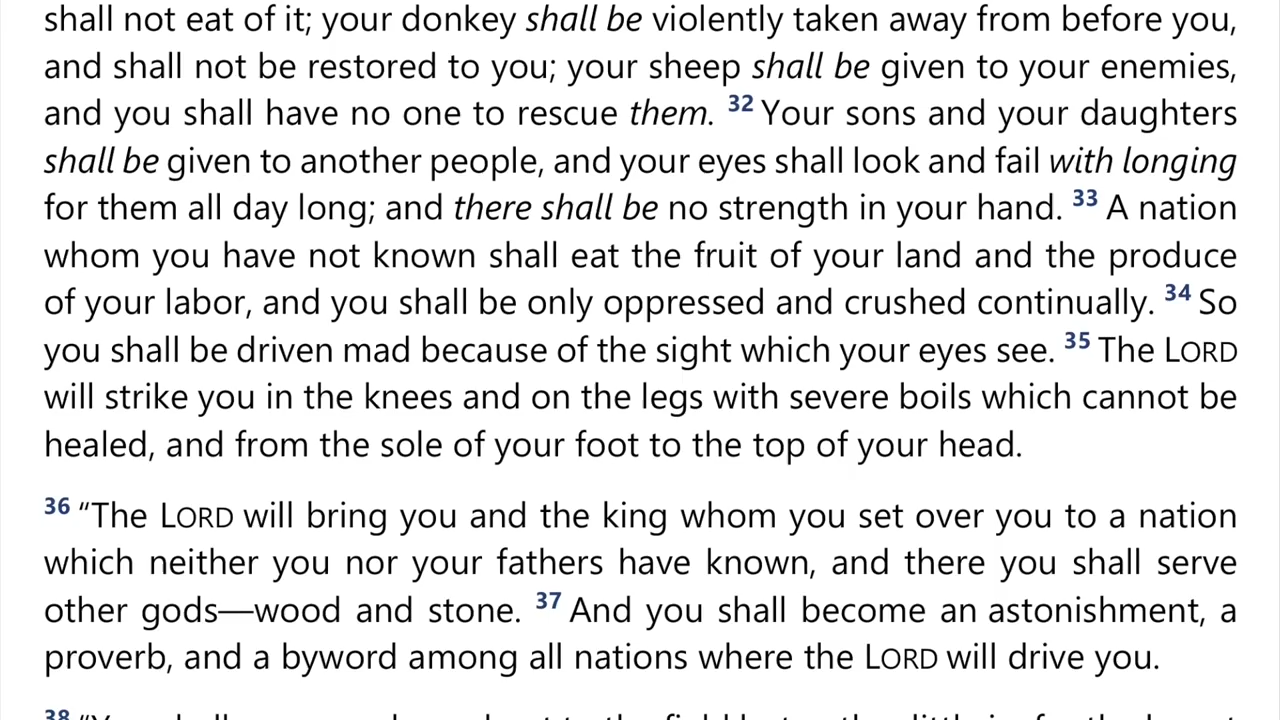 shall not eat of it; your donkey shall be violently taken away from before you,
and shall not be restored to you; your sheep shall be given to your enemies,
and you shall have no one to rescue them. 32 Your sons and your daughters
shall be given to another people, and your eyes shall look and fail with longing
for them all day long; and there shall be no strength in your hand. 33 A nation
whom you have not known shall eat the fruit of your land and the produce
of your labor, and you shall be only oppressed and crushed continually. 34 So
you shall be driven mad because of the sight which your eyes see. 35 The LORD
will strike you in the knees and on the legs with severe boils which cannot be
healed, and from the sole of your foot to the top of your head.
36 “The LORD will bring you and the king whom you set over you to a nation
which neither you nor your fathers have known, and there you shall serve
other gods—wood and stone. 37 And you shall become an astonishment, a
proverb, and a byword among all nations where the LORD will drive you.
38